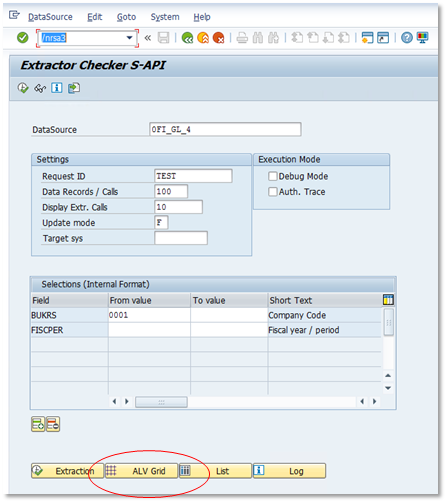 DataSource Edit Goto System Help
/nrsa3
Extractor Checker S-API
DataSource 0FI_GL_4
Settings
Execution Mode
Request ID TEST
Debug Mode
Data Records / Calls 100
Auth. Trace
Display Extr. Calls 10
Update mode F
Target sys
Selections (Internal Format)
Field From value To value Short Text
BUKRS 0001 Company Code
FISCPER Fiscal year / period
Extraction ALV Grid List Log